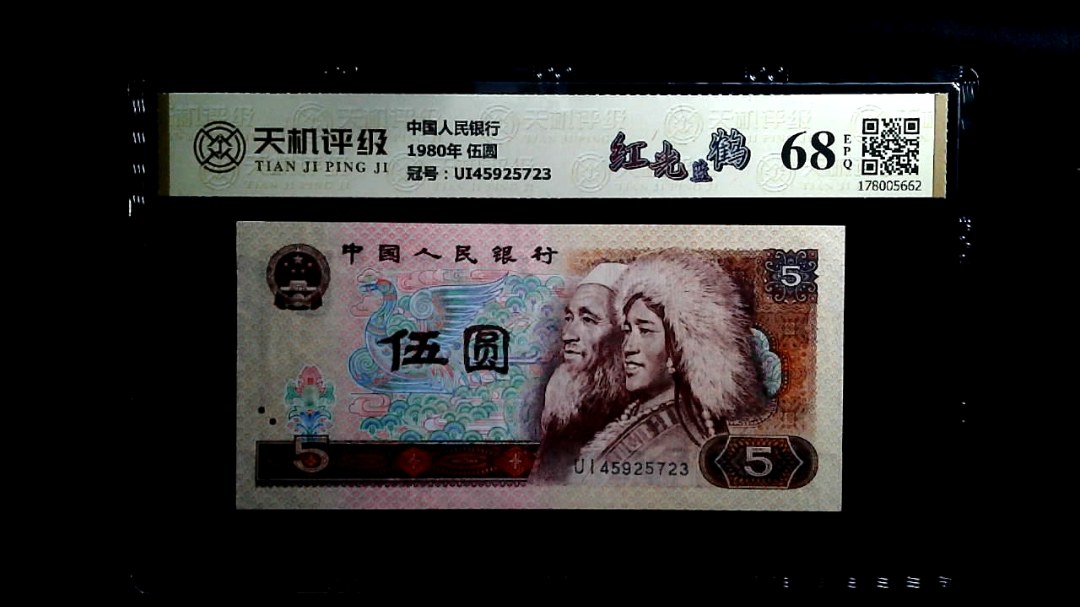 天机评级
TIAN JI PING JI
中国人民银行
1980年 伍圆
冠号：UI45925723
红光蓝鹤
68
EPQ
178005662
中国人民银行
5
伍圆
5
UI45925723
5